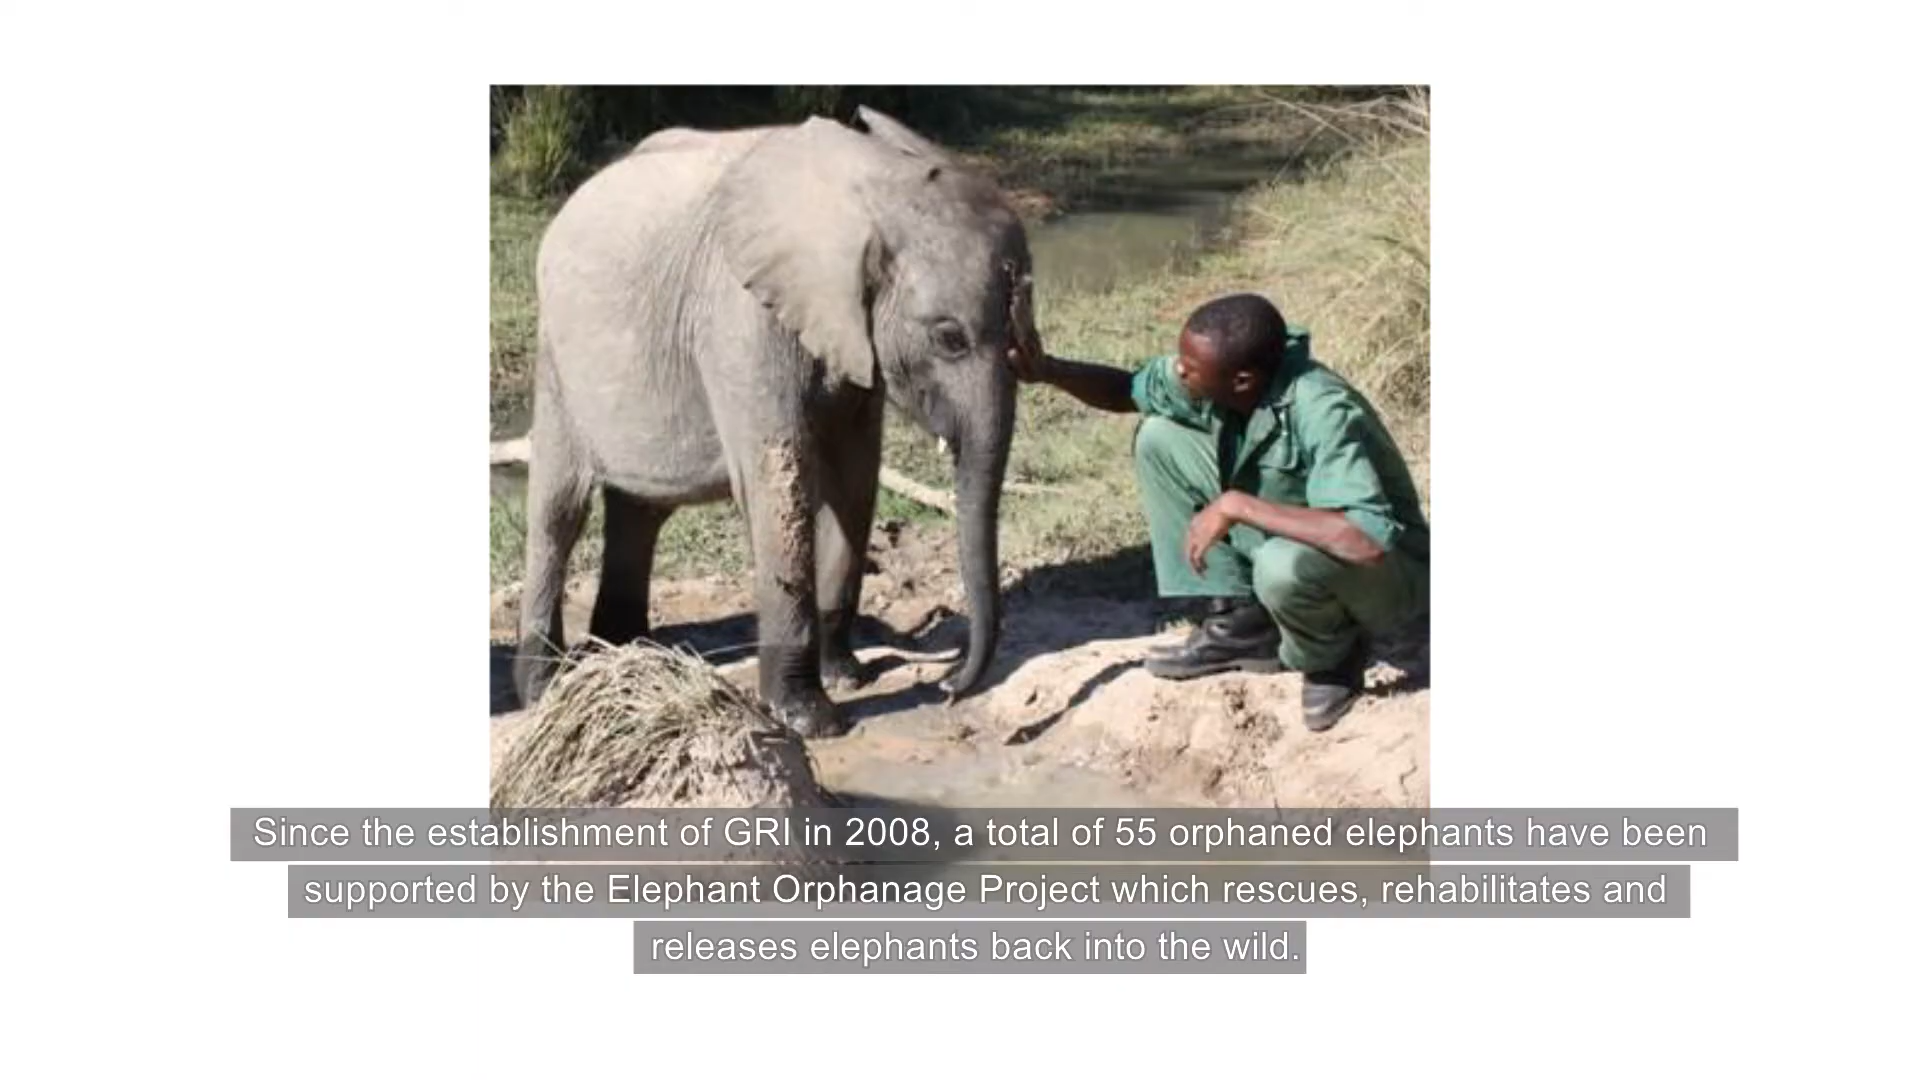 Since the establishment of GRI in 2008, a total of 55 orphaned elephants have been
supported by the Elephant Orphanage Project which rescues, rehabilitates and
releases elephants back into the wild.